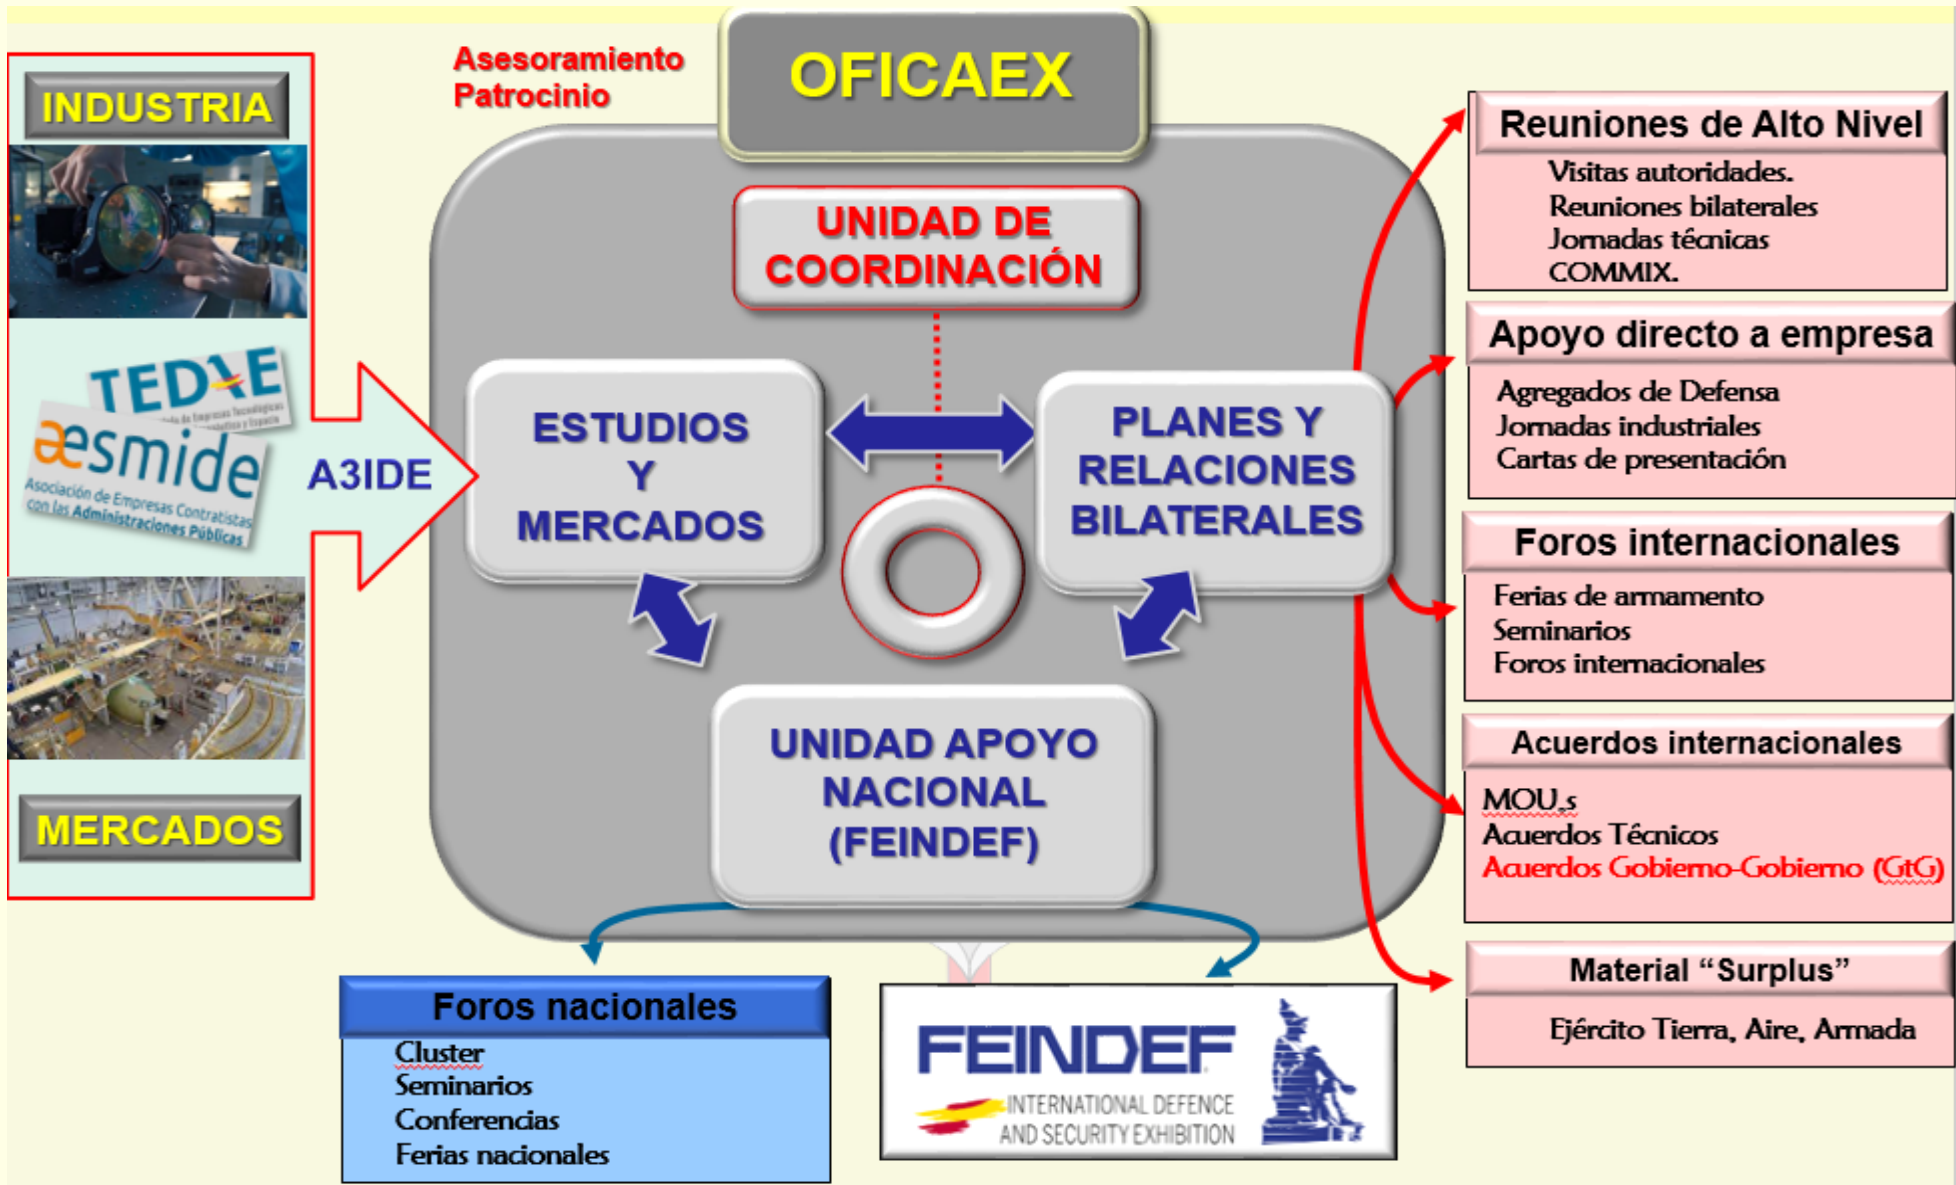 INDUSTRIA
TEDAE
aesmide
Asociación de Empresas Contratistas
con las Administraciones Públicas
A3IDE
MERCADOS
Asesoramiento
Patrocinio
OFICAEX
UNIDAD DE
COORDINACIÓN
ESTUDIOS
Y
MERCADOS
PLANES Y
RELACIONES
BILATERALES
UNIDAD APOYO
NACIONAL
(FEINDEF)
Foros nacionales
Cluster
Seminarios
Conferencias
Ferias nacionales
FEINDEF
INTERNATIONAL DEFENCE
AND SECURITY EXHIBITION
Reuniones de Alto Nivel
Visitas autoridades.
Reuniones bilaterales
Jornadas técnicas
COMMIX.
Apoyo directo a empresa
Agregados de Defensa
Jornadas industriales
Cartas de presentación
Foros internacionales
Ferias de armamento
Seminarios
Foros internacionales
Acuerdos internacionales
MOU,s
Acuerdos Técnicos
Acuerdos Gobierno-Gobierno (GtG)
Material “Surplus”
Ejército Tierra, Aire, Armada